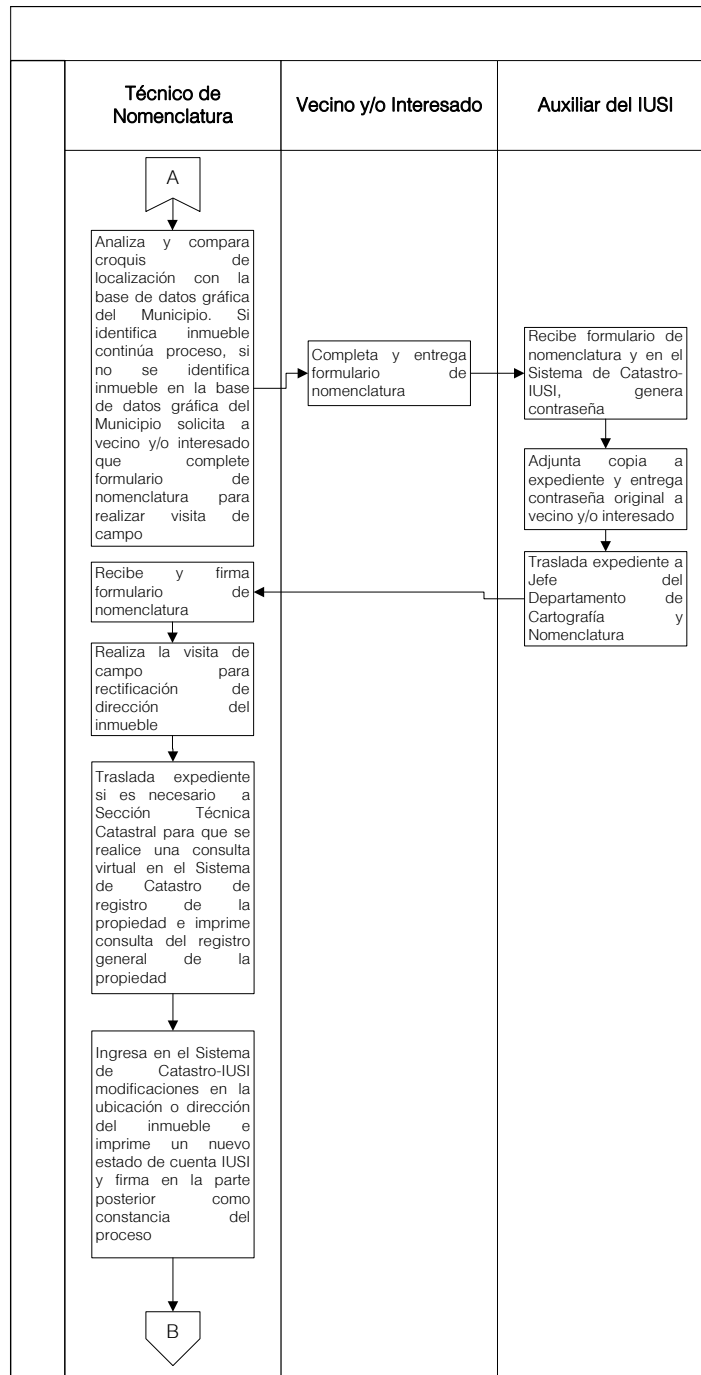 Técnico de
Nomenclatura
Vecino y/o Interesado
Auxiliar del IUSI
A
Analiza y compara
croquis de
localización con la
base de datos gráfica
del Municipio. Si
identifica inmueble
continúa proceso, si
no se identifica
inmueble en la base
de datos gráfica del
Municipio solicita a
vecino y/o interesado
que complete
formulario de
nomenclatura para
realizar visita de
campo
Completa y entrega
formulario de
nomenclatura
Recibe formulario de
nomenclatura y en el
Sistema de Catastro-
IUSI, genera
contraseña
Adjunta copia a
expediente y entrega
contraseña original a
vecino y/o interesado
Traslada expediente a
Jefe del
Departamento de
Cartografía y
Nomenclatura
Recibe y firma
formulario de
nomenclatura
Realiza la visita de
campo para
rectificación de
dirección del
inmueble
Traslada expediente
si es necesario a
Sección Técnica
Catastral para que se
realice una consulta
virtual en el Sistema
de Catastro de
registro de la
propiedad e imprime
consulta del registro
general de la
propiedad
Ingresa en el Sistema
de Catastro-IUSI
modificaciones en la
ubicación o dirección
del inmueble e
imprime un nuevo
estado de cuenta IUSI
y firma en la parte
posterior como
constancia del
proceso
B